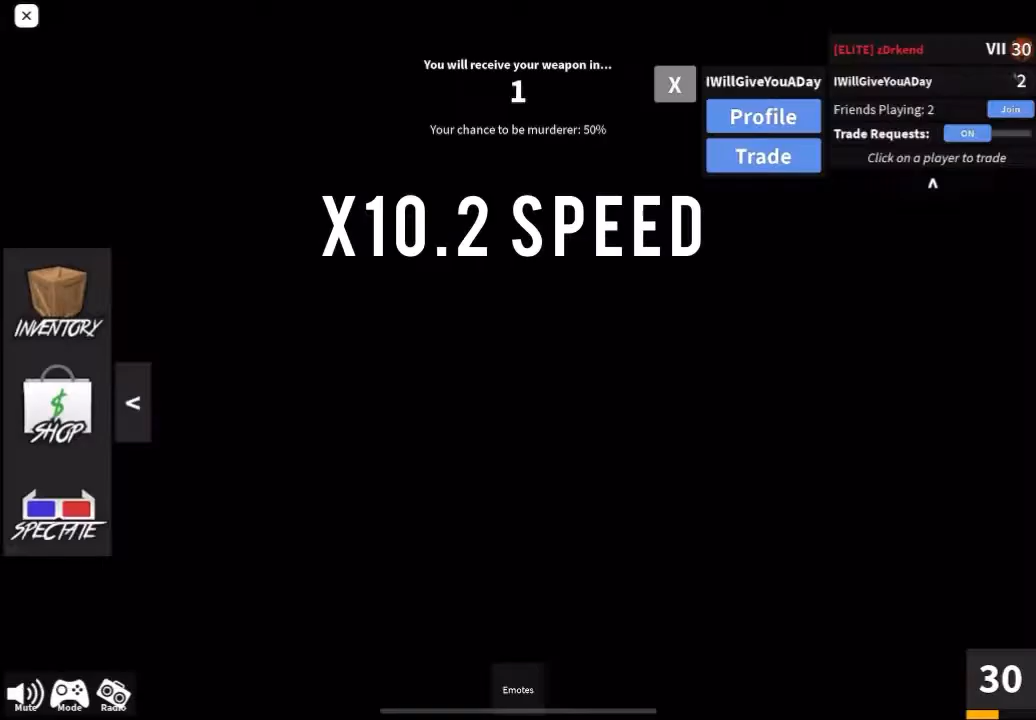 You will receive your weapon in...
1
Your chance to be murderer: 50%
X
IWillGiveYouADay
Profile
Trade
[ELITE] zDrkend VII 30
IWillGiveYouADay 2
Friends Playing: 2 Join
Trade Requests: ON
Click on a player to trade
X10.2 SPEED
INVENTORY
$
SHOP
<
SPECTATE
Mute
Mode
Radio
Emotes
30